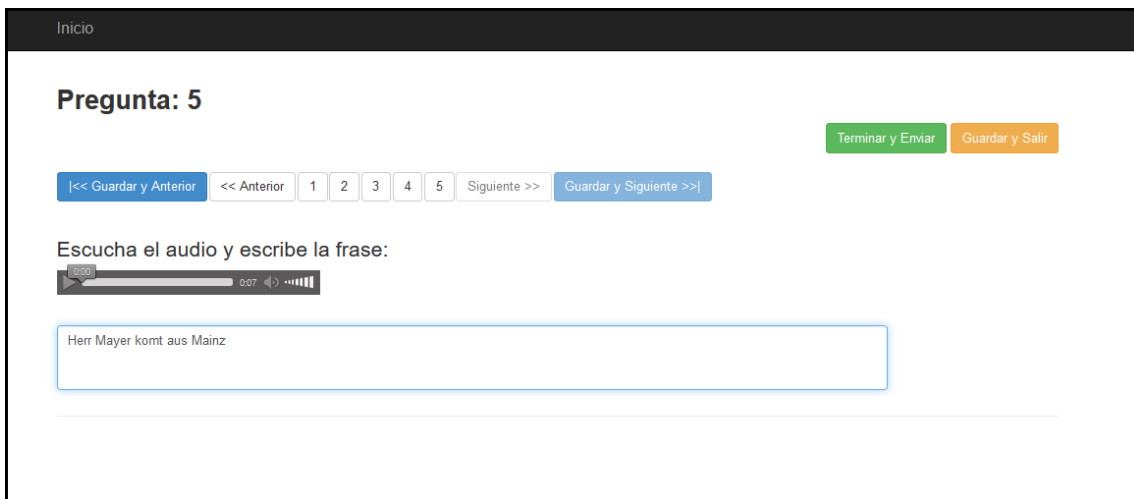 Inicio
Pregunta: 5
Terminar y Enviar Guardar y Salir
|<< Guardar y Anterior << Anterior 1 2 3 4 5 Siguiente >> Guardar y Siguiente >>|
Escucha el audio y escribe la frase:
0:00
0:07
Herr Mayer komt aus Mainz